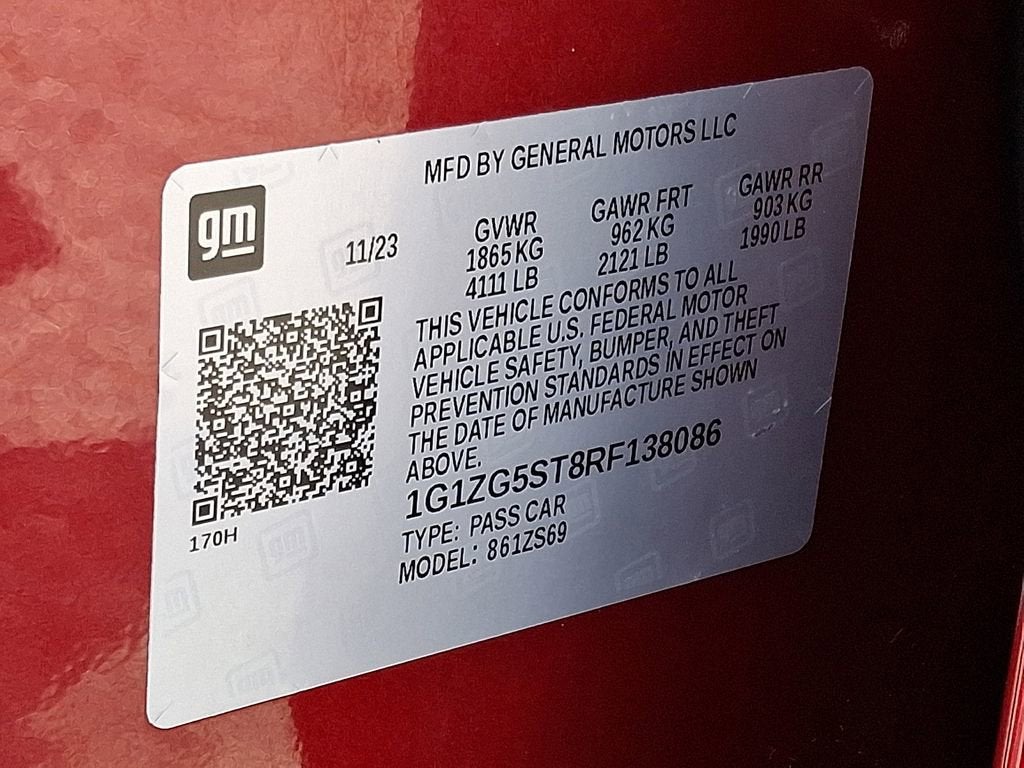 MFD BY GENERAL MOTORS LLC
gm
11/23
GVWR
1865 KG
4111 LB
GAWR FRT
962 KG
2121 LB
GAWR RR
903 KG
1990 LB
THIS VEHICLE CONFORMS TO ALL
APPLICABLE U.S. FEDERAL MOTOR
VEHICLE SAFETY, BUMPER, AND THEFT
PREVENTION STANDARDS IN EFFECT ON
THE DATE OF MANUFACTURE SHOWN
ABOVE.
1G1ZG5ST8RF138086
TYPE: PASS CAR
MODEL: 861ZS69
170H